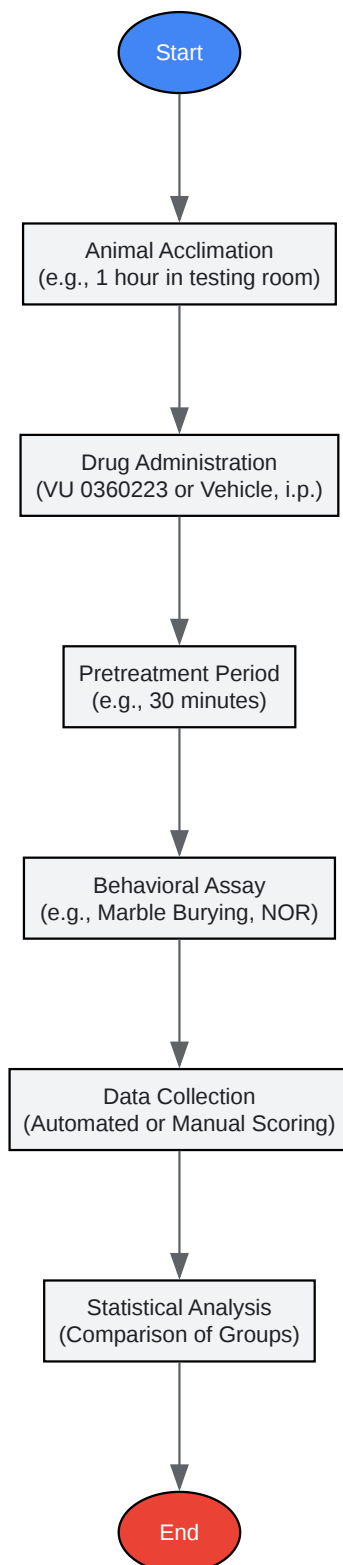 Start
Animal Acclimation
(e.g., 1 hour in testing room)
Drug Administration
(VU 0360223 or Vehicle, i.p.)
Pretreatment Period
(e.g., 30 minutes)
Behavioral Assay
(e.g., Marble Burying, NOR)
Data Collection
(Automated or Manual Scoring)
Statistical Analysis
(Comparison of Groups)
End